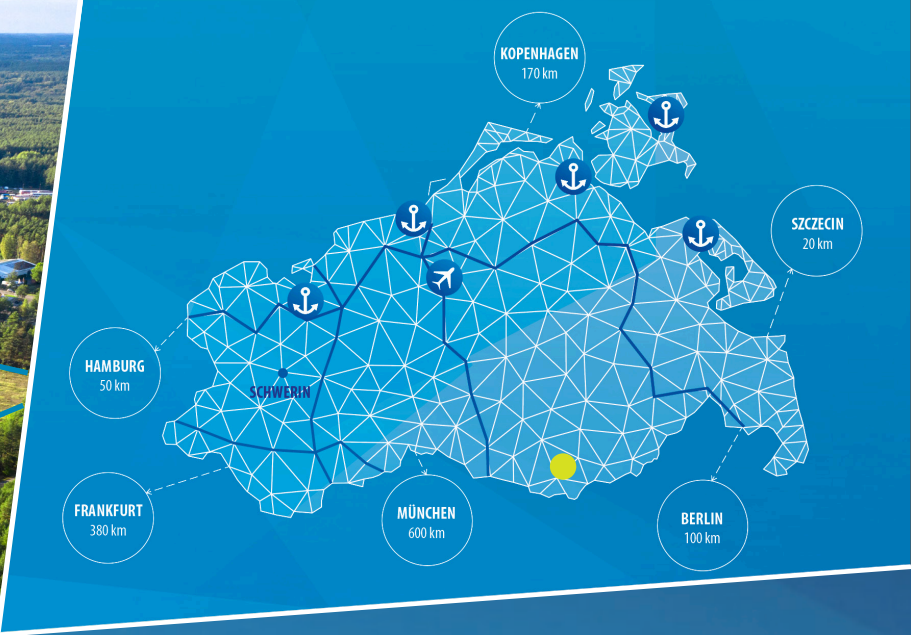 KOPENHAGEN
170 km
SZCZECIN
20 km
HAMBURG
50 km
SCHWERIN
FRANKFURT
380 km
MÜNCHEN
600 km
BERLIN
100 km